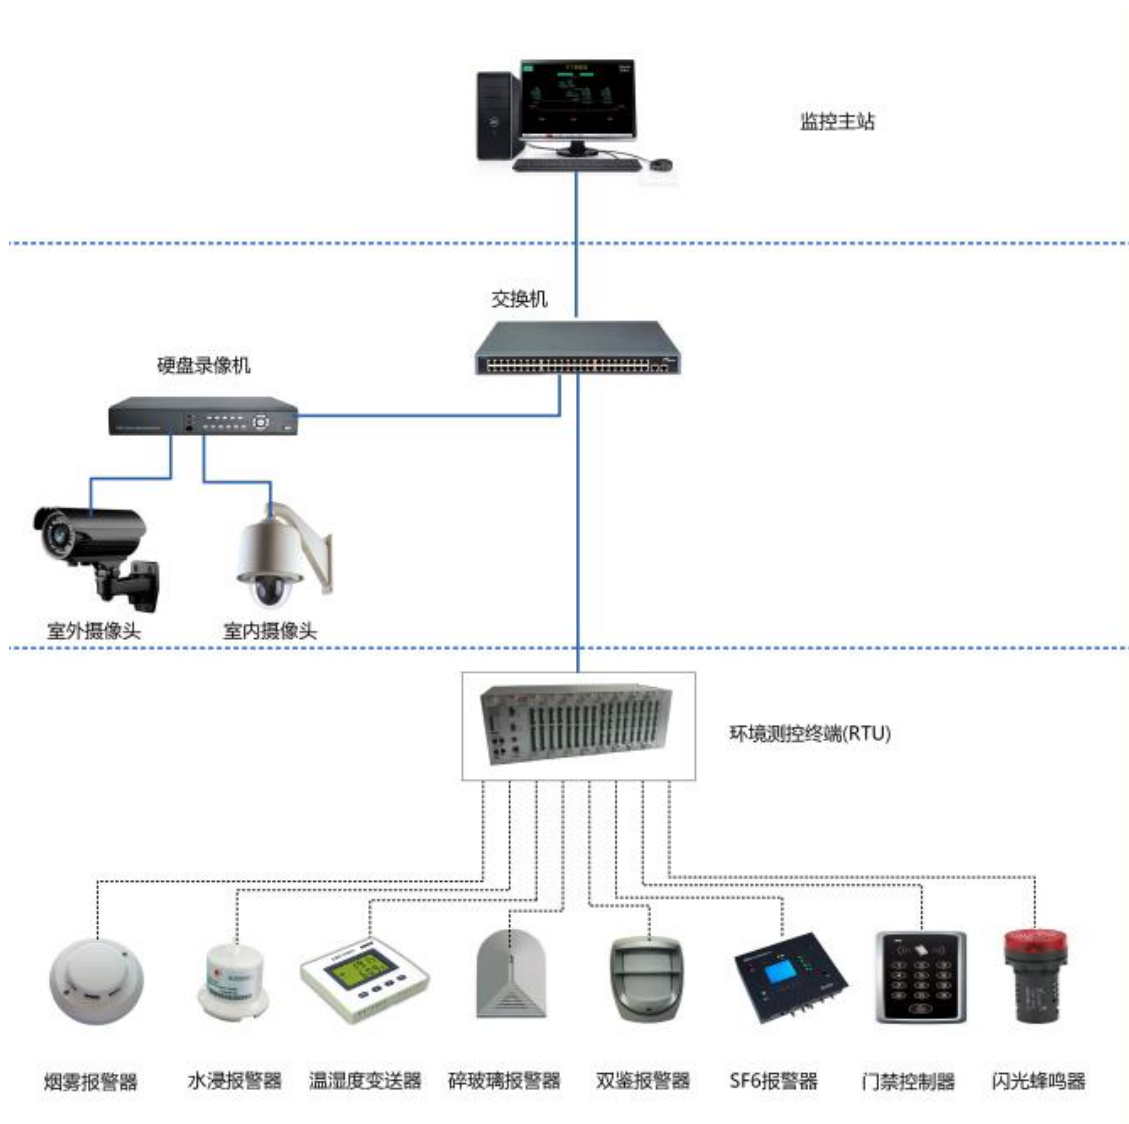 监控主站
交换机
硬盘录像机
室外摄像头
室内摄像头
环境测控终端(RTU)
烟雾报警器
水浸报警器
温湿度变送器
碎玻璃报警器
双鉴报警器
SF6报警器
门禁控制器
闪光蜂鸣器